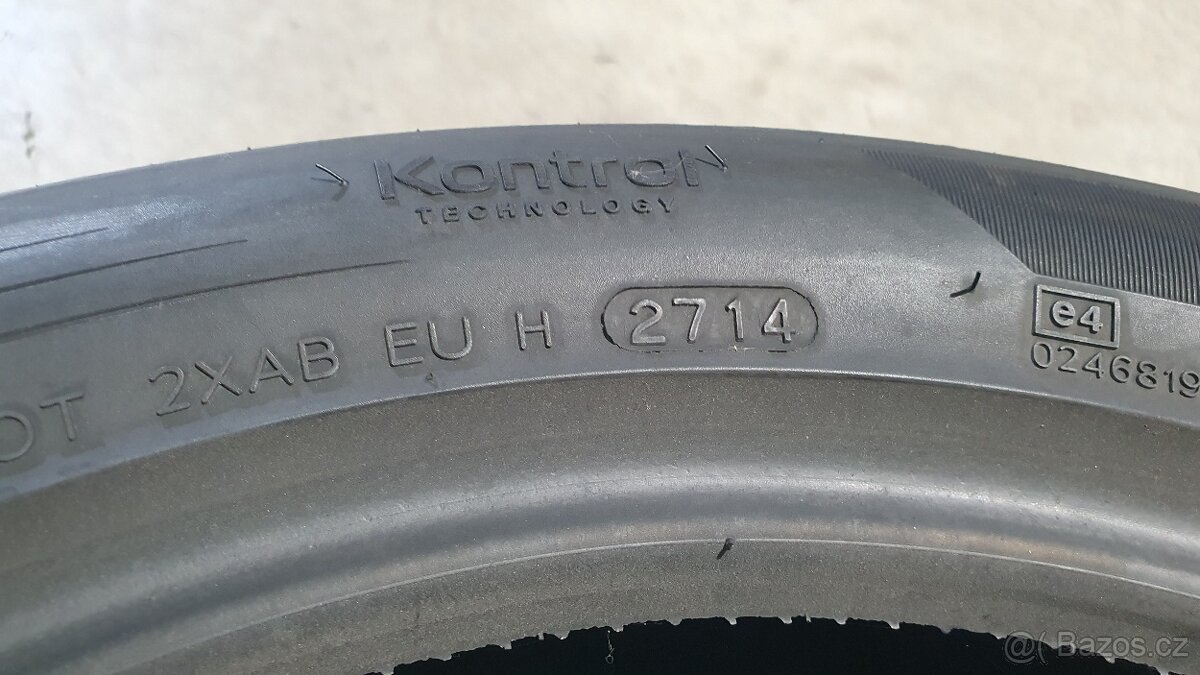 Kontrol
TECHNOLOGY
OT 2XAB EU H 2714
e4
0246819
@( Bazos.cz